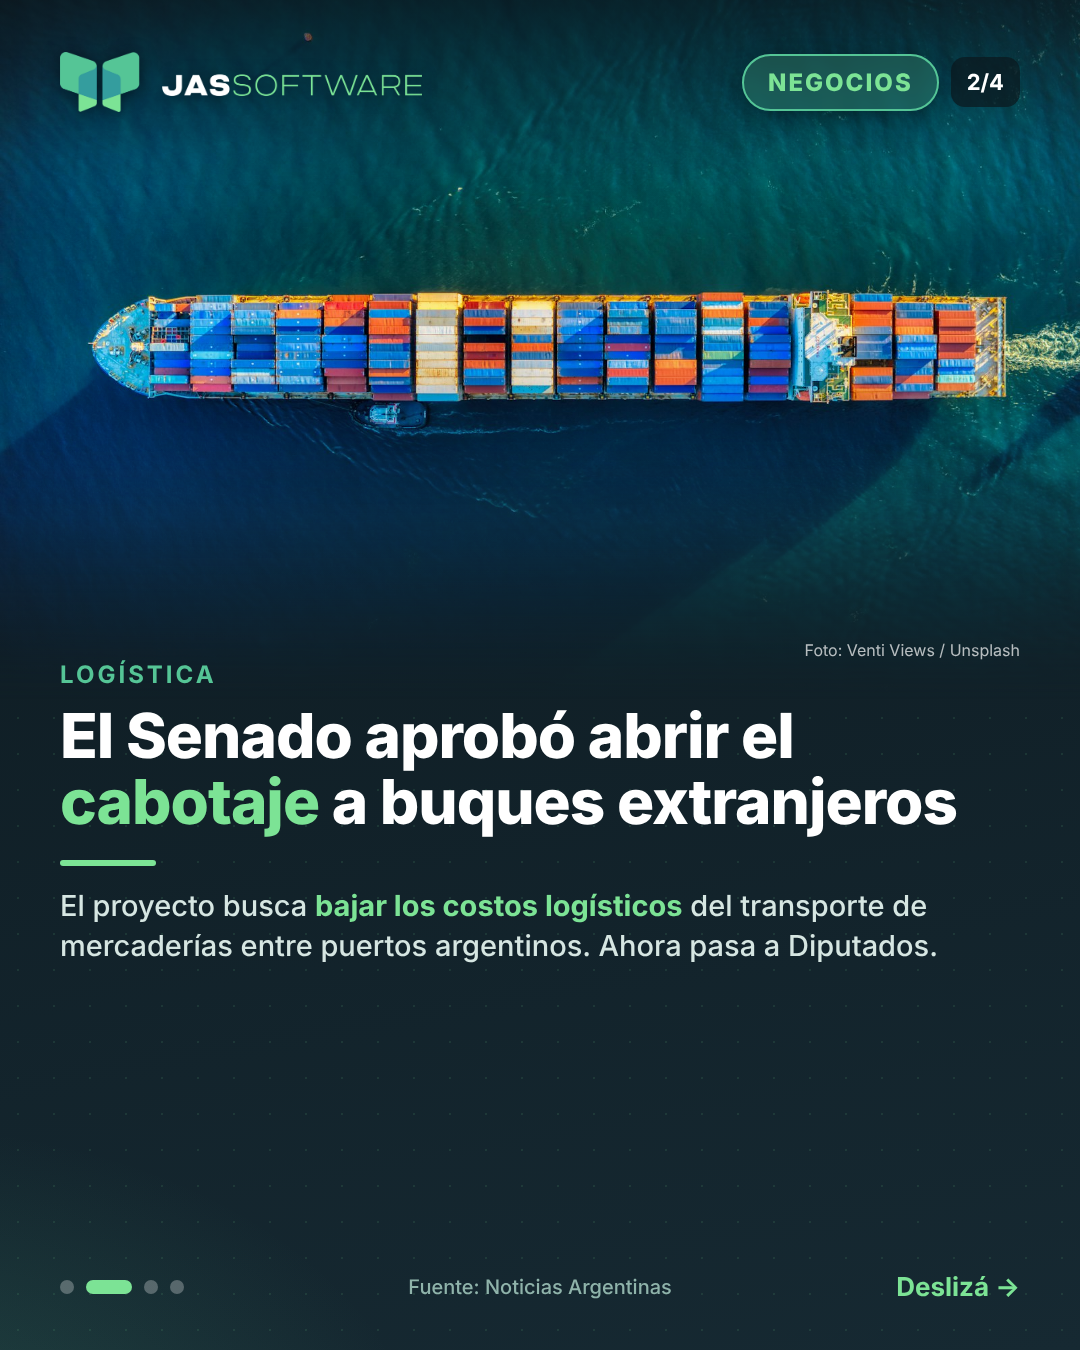 JASSOFTWARE
NEGOCIOS
2/4
Foto: Venti Views / Unsplash
LOGÍSTICA
El Senado aprobó abrir el
cabotaje a buques extranjeros
El proyecto busca bajar los costos logísticos del transporte de
mercaderías entre puertos argentinos. Ahora pasa a Diputados.
Fuente: Noticias Argentinas
Deslizá →